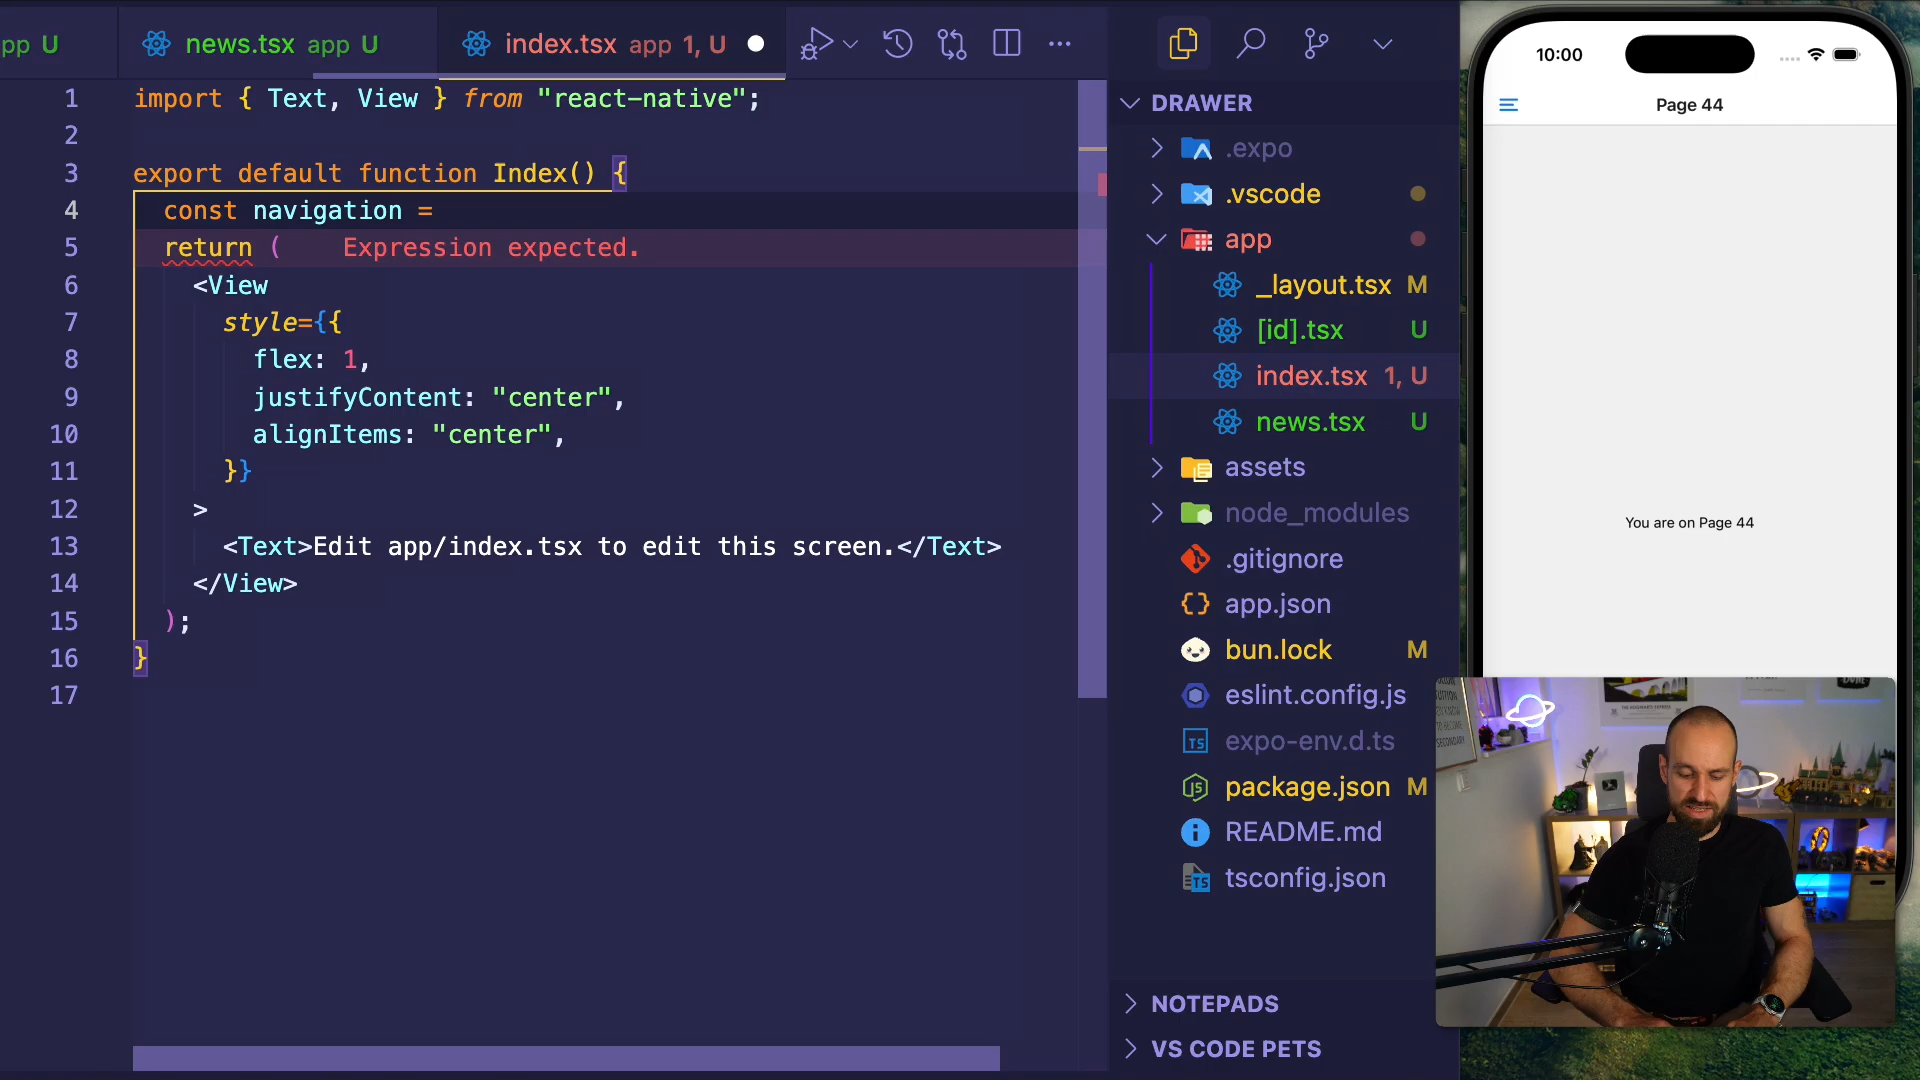 pp U
news.tsx app U
index.tsx app 1, U
1 import { Text, View } from "react-native";
2
3 export default function Index() {
4 const navigation =
5 return ( Expression expected.
6 <View
7 style={{
8 flex: 1,
9 justifyContent: "center",
10 alignItems: "center",
11 }}
12 >
13 <Text>Edit app/index.tsx to edit this screen.</Text>
14 </View>
15 );
16 }
17
DRAWER
.expo
.vscode
app
_layout.tsx M
[id].tsx U
index.tsx 1, U
news.tsx U
assets
node_modules
.gitignore
app.json
bun.lock M
eslint.config.js
expo-env.d.ts
package.json M
README.md
tsconfig.json
NOTEPADS
VS CODE PETS
10:00
Page 44
You are on Page 44